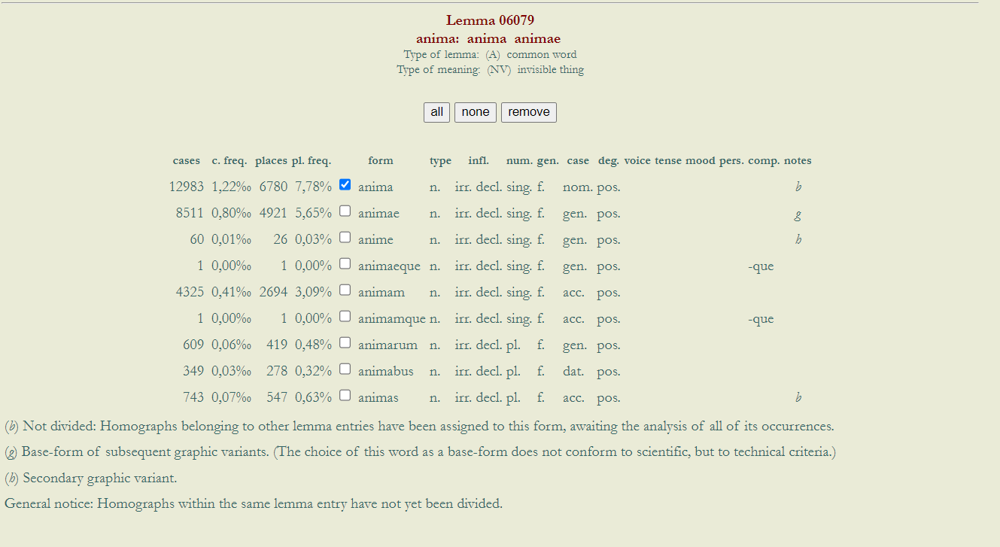 Lemma 06079
anima: anima animae
Type of lemma: (A) common word
Type of meaning: (NV) invisible thing
all none remove
cases c. freq. places pl. freq. form type infl. num. gen. case deg. voice tense mood pers. comp. notes
12983 1,22‰ 6780 7,78% anima n. irr. decl. sing. f. nom. pos. b
8511 0,80‰ 4921 5,65% animae n. irr. decl. sing. f. gen. pos. g
60 0,01‰ 26 0,03% anime n. irr. decl. sing. f. gen. pos. h
1 0,00‰ 1 0,00% animaeque n. irr. decl. sing. f. gen. pos. -que
4325 0,41‰ 2694 3,09% animam n. irr. decl. sing. f. acc. pos.
1 0,00‰ 1 0,00% animamque n. irr. decl. sing. f. acc. pos. -que
609 0,06‰ 419 0,48% animarum n. irr. decl. pl. f. gen. pos.
349 0,03‰ 278 0,32% animabus n. irr. decl. pl. f. dat. pos.
743 0,07‰ 547 0,63% animas n. irr. decl. pl. f. acc. pos. b
(b) Not divided: Homographs belonging to other lemma entries have been assigned to this form, awaiting the analysis of all of its occurrences.
(g) Base-form of subsequent graphic variants. (The choice of this word as a base-form does not conform to scientific, but to technical criteria.)
(h) Secondary graphic variant.
General notice: Homographs within the same lemma entry have not yet been divided.